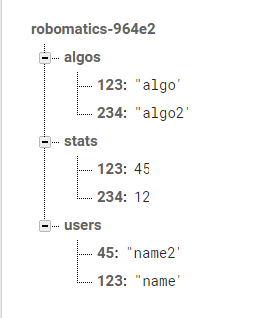 robomatics-964e2
algos
123: "algo'
234: "algo2'
stats
123: 45
234: 12
users
45: "name2'
123: "name'